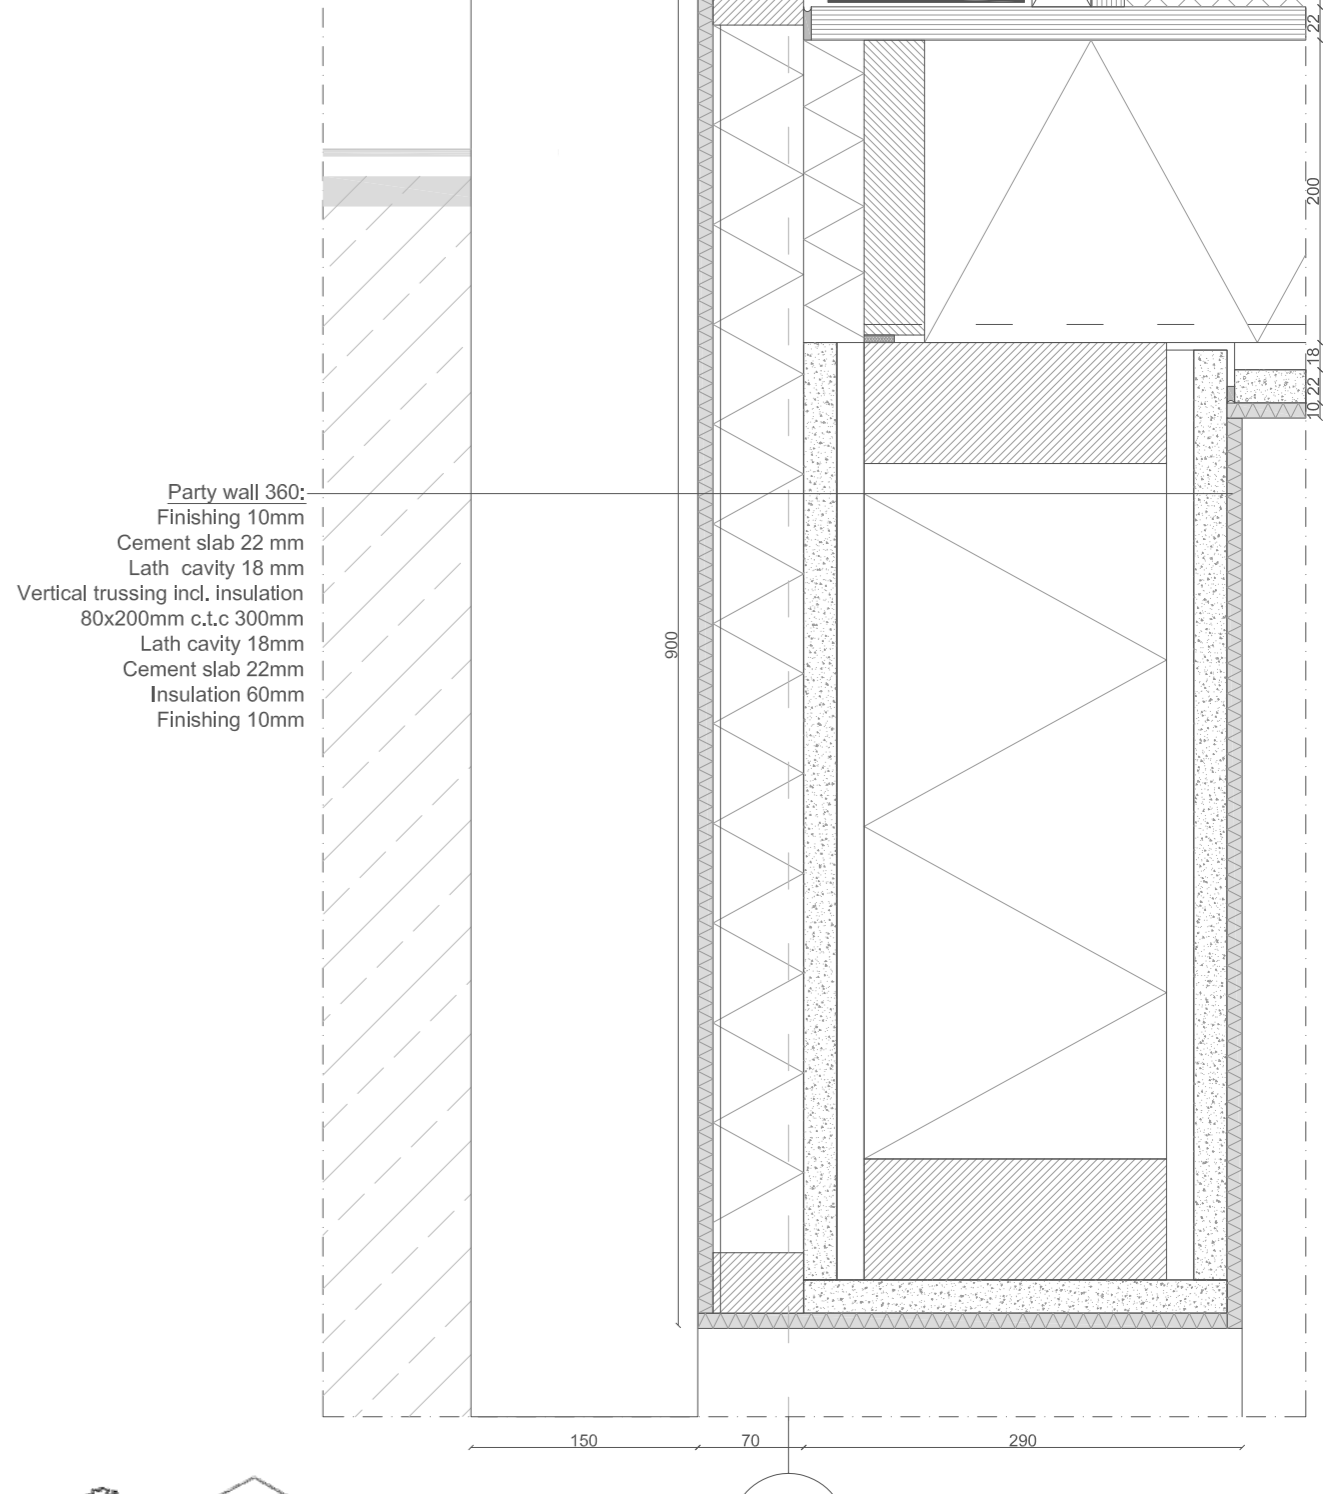 22
200
18
22
10
Party wall 360:
Finishing 10mm
Cement slab 22 mm
Lath cavity 18 mm
Vertical trussing incl. insulation
80x200mm c.t.c 300mm
Lath cavity 18mm
Cement slab 22mm
Insulation 60mm
Finishing 10mm
900
150
70
290